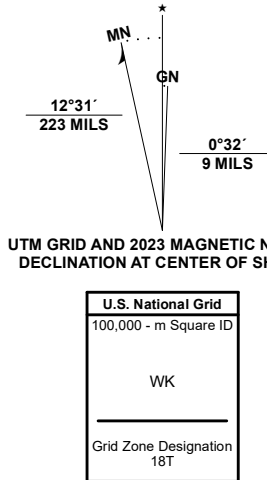 ★
MN
GN
12°31´
223 MILS
0°32´
9 MILS
UTM GRID AND 2023 MAGNETIC
DECLINATION AT CENTER OF
U.S. National Grid
100,000 - m Square ID
WK
Grid Zone Designation
18T